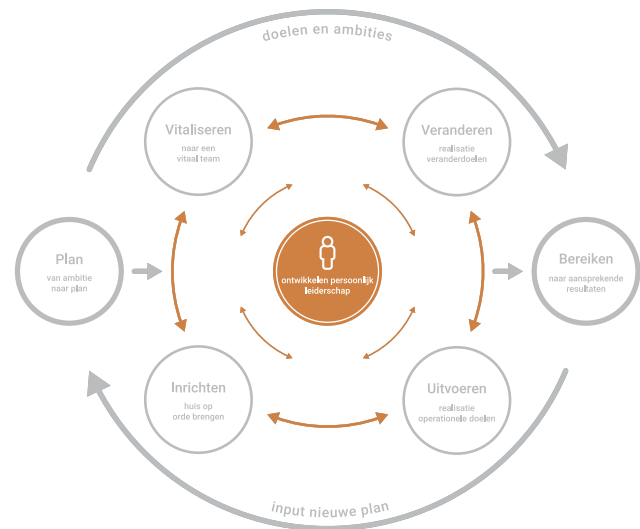 doelen en ambities
Vitaliseren
naar een
vitaal team
Veranderen
realisatie
veranderdoelen
Plan
van ambitie
naar plan
ontwikkelen persoonlijk
leiderschap
Bereiken
naar aansprekende
resultaten
Inrichten
huis op
orde brengen
Uitvoeren
realisatie
operationele doelen
input nieuwe plan